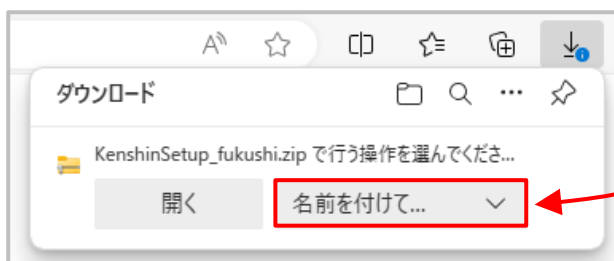 A»
ダウンロード
KenshinSetup_fukushi.zip で行う操作を選んでくださ...
開く
名前を付けて...